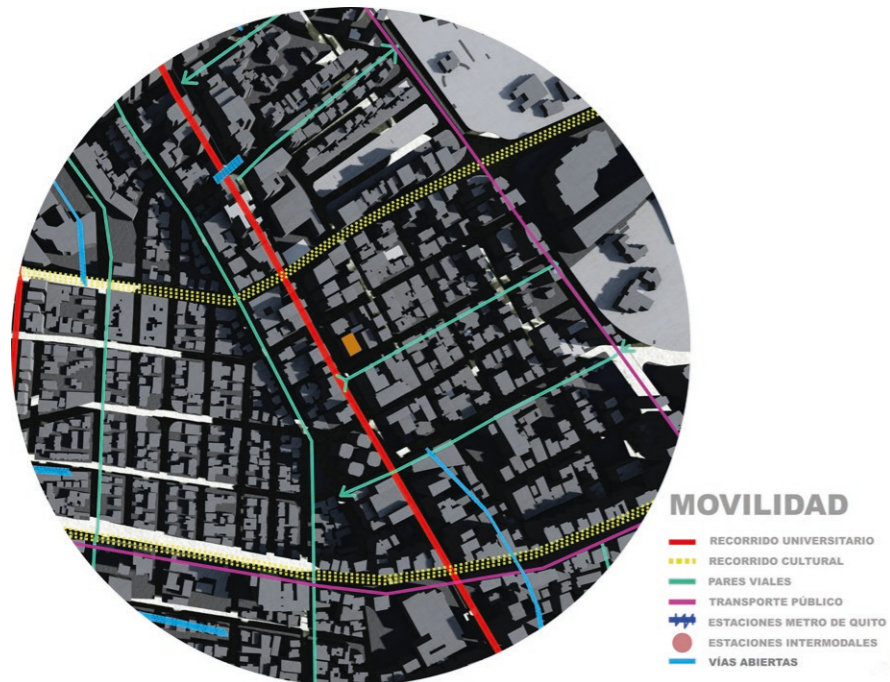 MOVILIDAD
RECORRIDO UNIVERSITARIO
RECORRIDO CULTURAL
PARES VIALES
TRANSPORTE PÚBLICO
ESTACIONES METRO DE QUITO
ESTACIONES INTERMODALES
VÍAS ABIERTAS